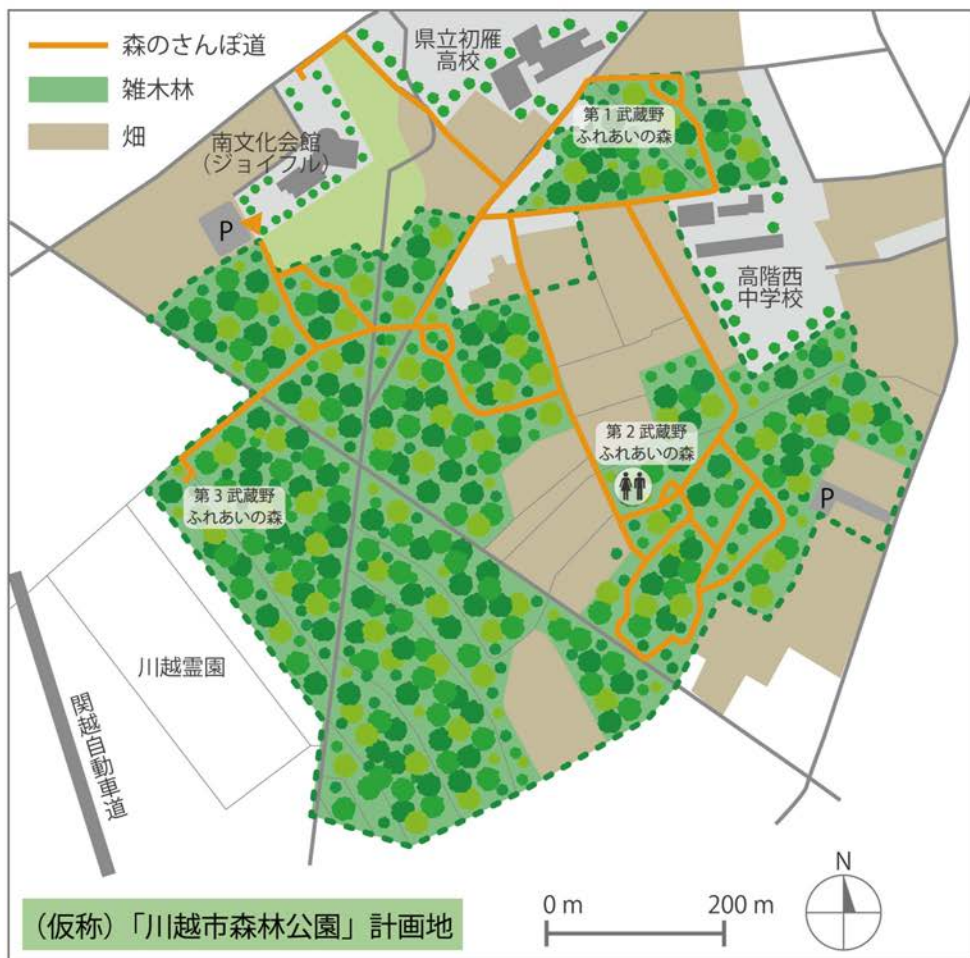 森のさんぽ道
雑木林
畑
県立初雁
高校
南文化会館
(ジョイフル)
第1武蔵野
ふれあいの森
P
高階西
中学校
第2武蔵野
ふれあいの森
P
第3武蔵野
ふれあいの森
川越霊園
関越自動車道
(仮称)「川越市森林公園」計画地
0 m
200 m
N